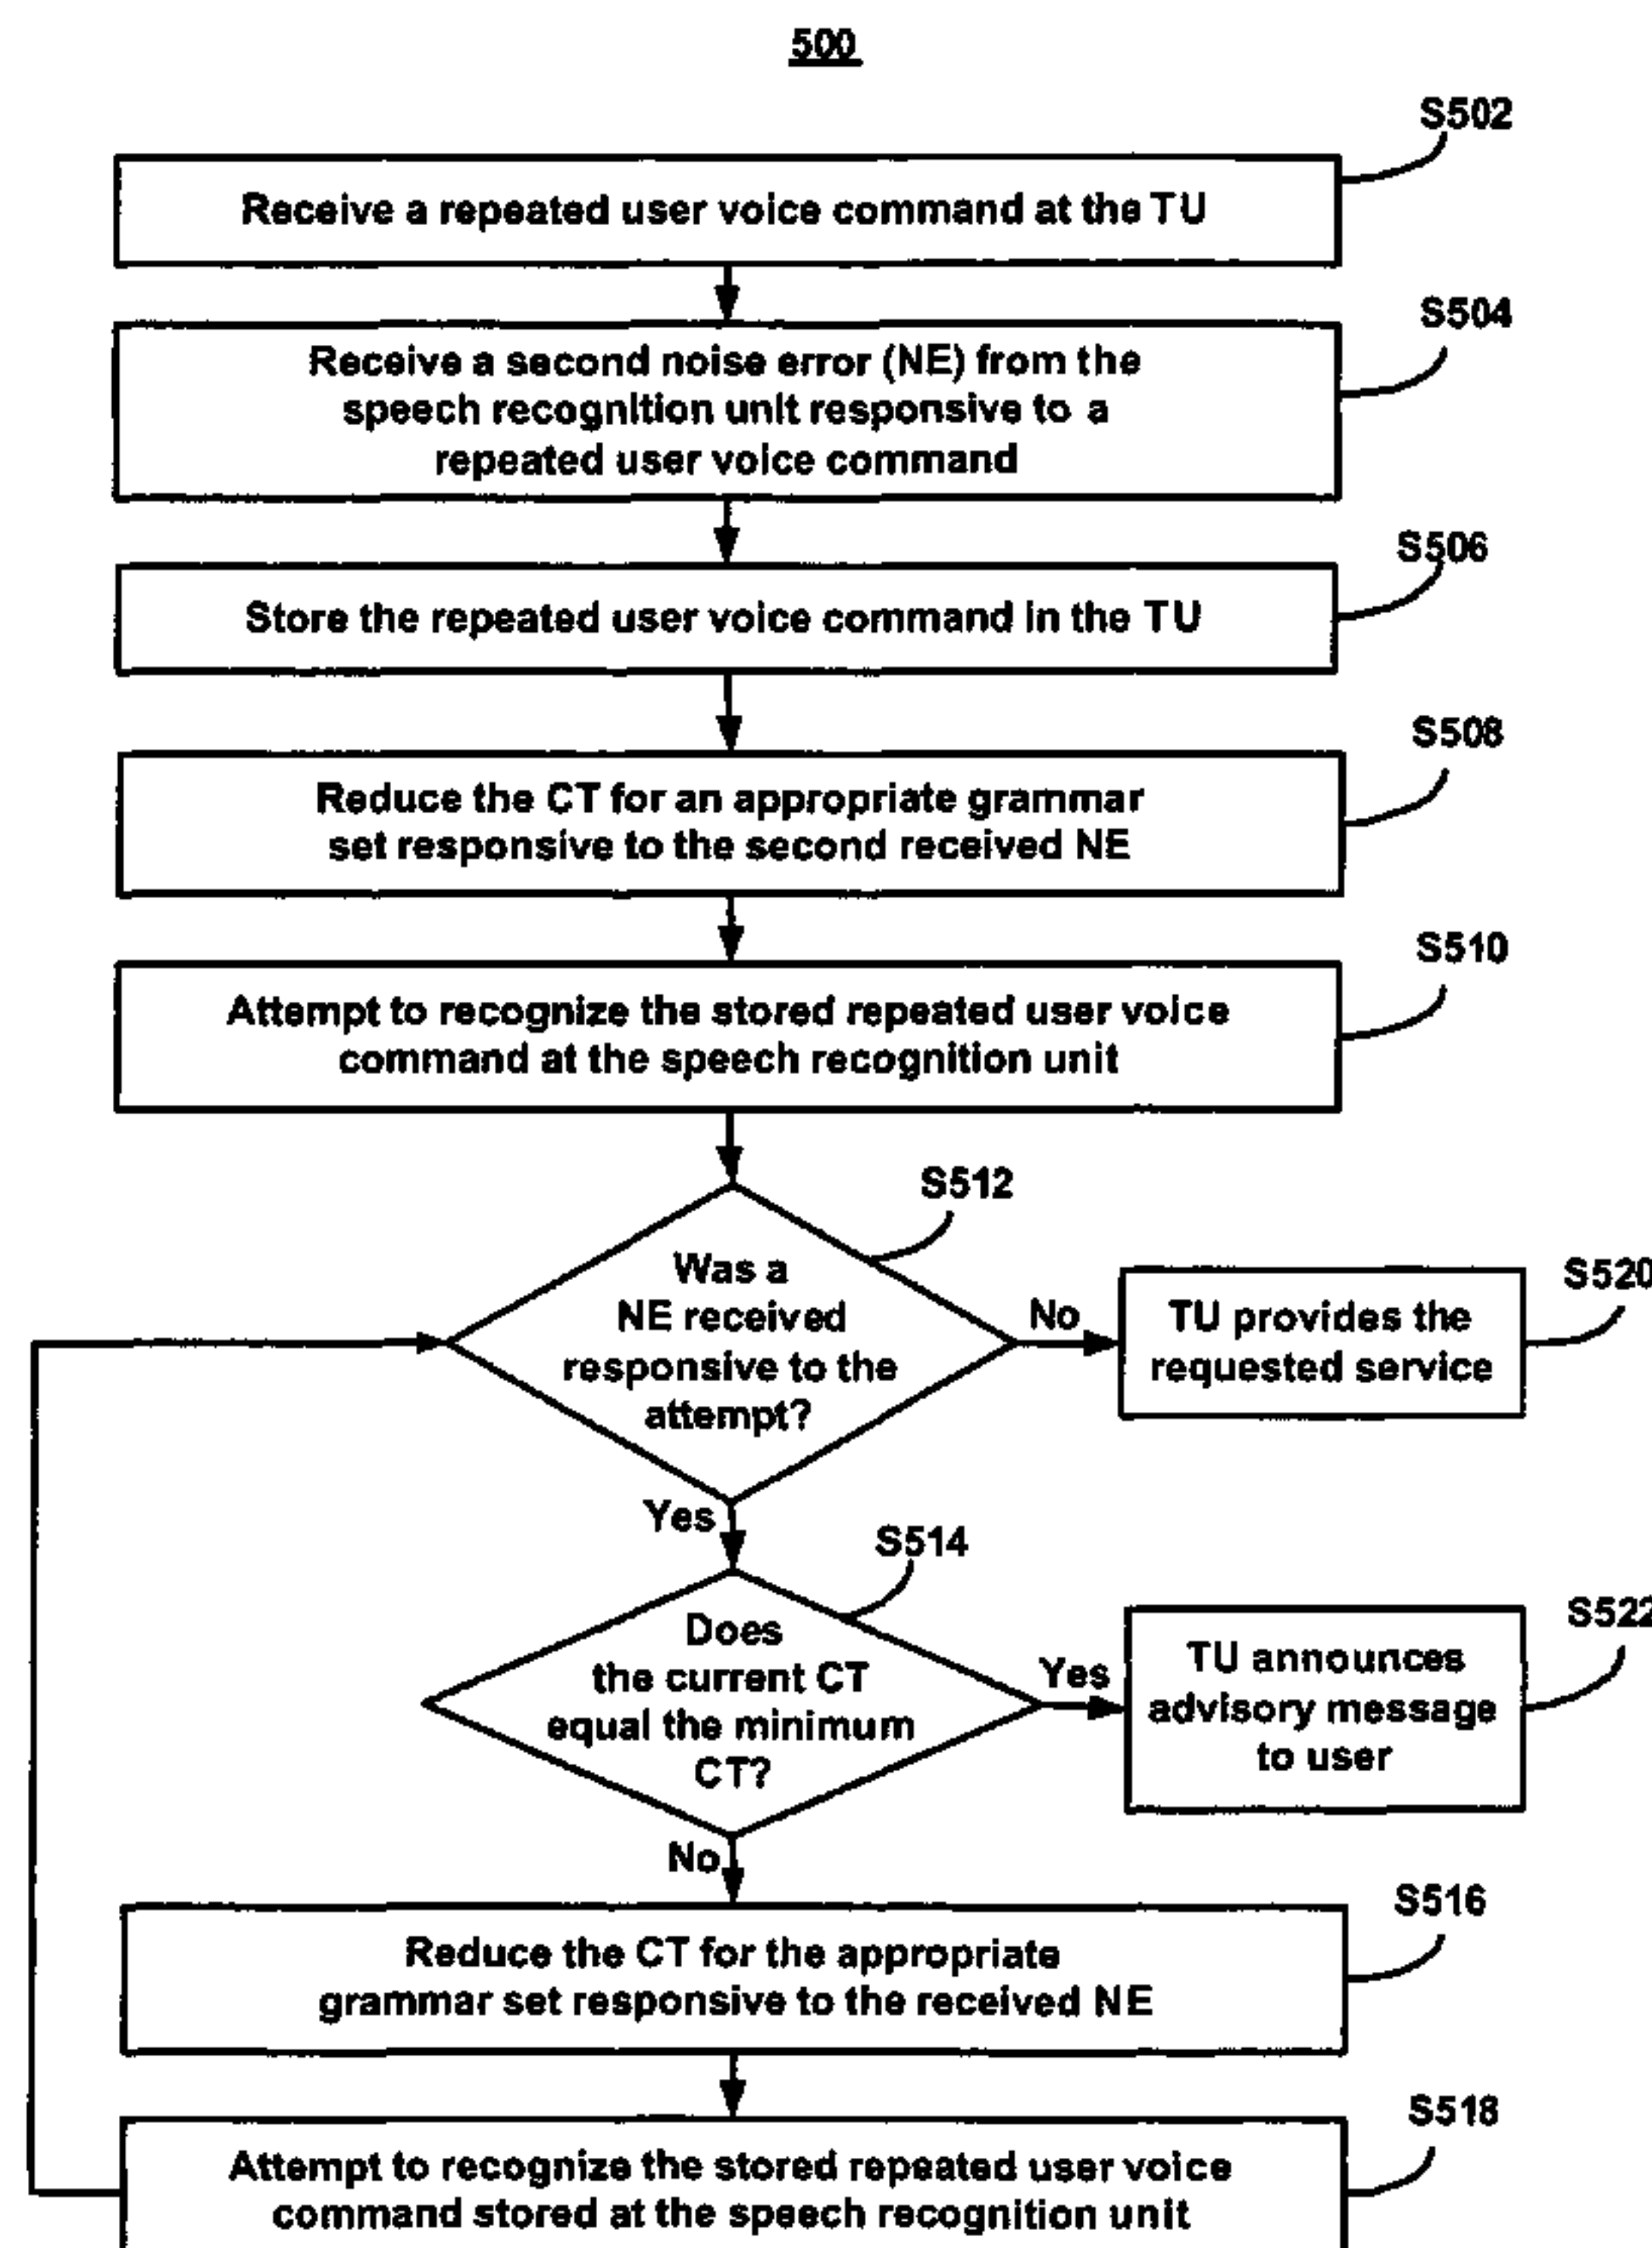 500
S502
Receive a repeated user voice command at the TU
S504
Receive a second noise error (NE) from the
speech recognition unit responsive to a
repeated user voice command
S506
Store the repeated user voice command in the TU
S508
Reduce the CT for an appropriate grammar
set responsive to the second received NE
S510
Attempt to recognize the stored repeated user voice
command at the speech recognition unit
S512
Was a
NE received
responsive to the
attempt?
No
S520
TU provides the
requested service
Yes
S514
Does
the current CT
equal the minimum
CT?
Yes
S522
TU announces
advisory message
to user
No
S516
Reduce the CT for the appropriate
grammar set responsive to the received NE
S518
Attempt to recognize the stored repeated user voice
command stored at the speech recognition unit